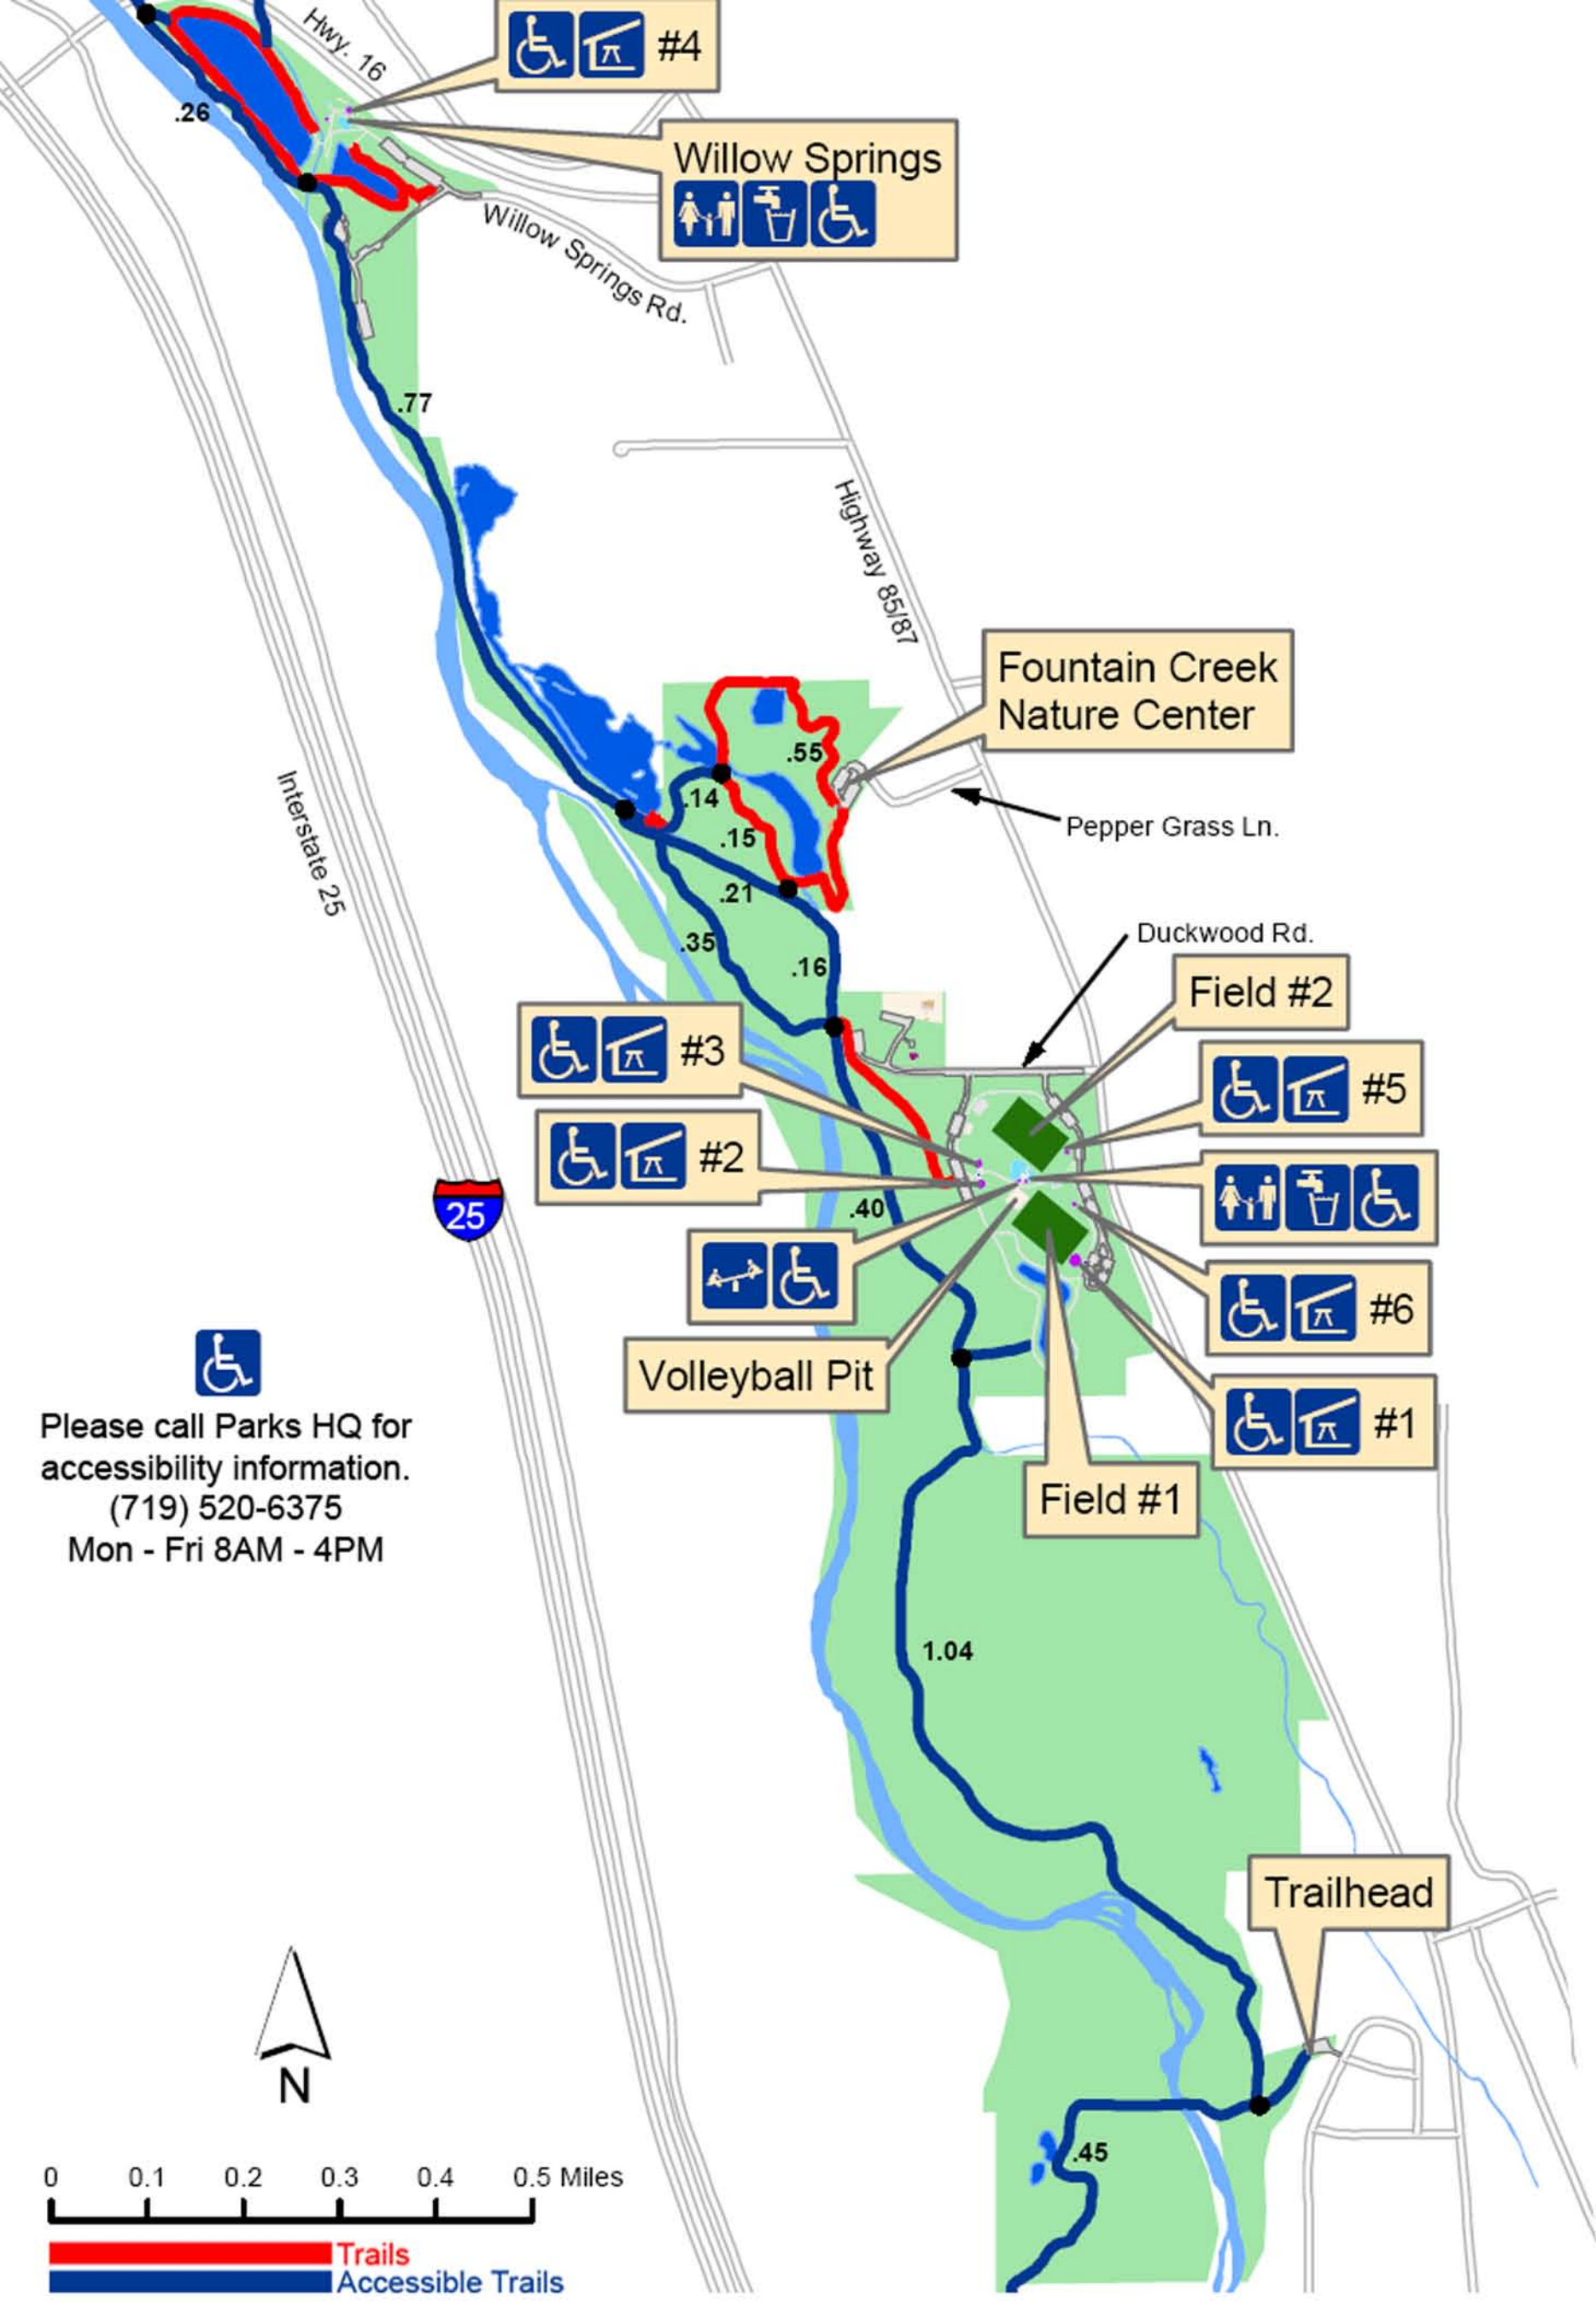 Hwy. 16
#4
.26
Willow Springs
Willow Springs Rd.
.77
Highway 85/87
Fountain Creek
Nature Center
.55
.14
Pepper Grass Ln.
.15
Interstate 25
.21
Duckwood Rd.
.35
.16
Field #2
#3
#5
#2
25
.40
#6
Volleyball Pit
#1
Please call Parks HQ for
accessibility information.
(719) 520-6375
Mon - Fri 8AM - 4PM
Field #1
1.04
Trailhead
N
.45
0 0.1 0.2 0.3 0.4 0.5 Miles
Trails
Accessible Trails